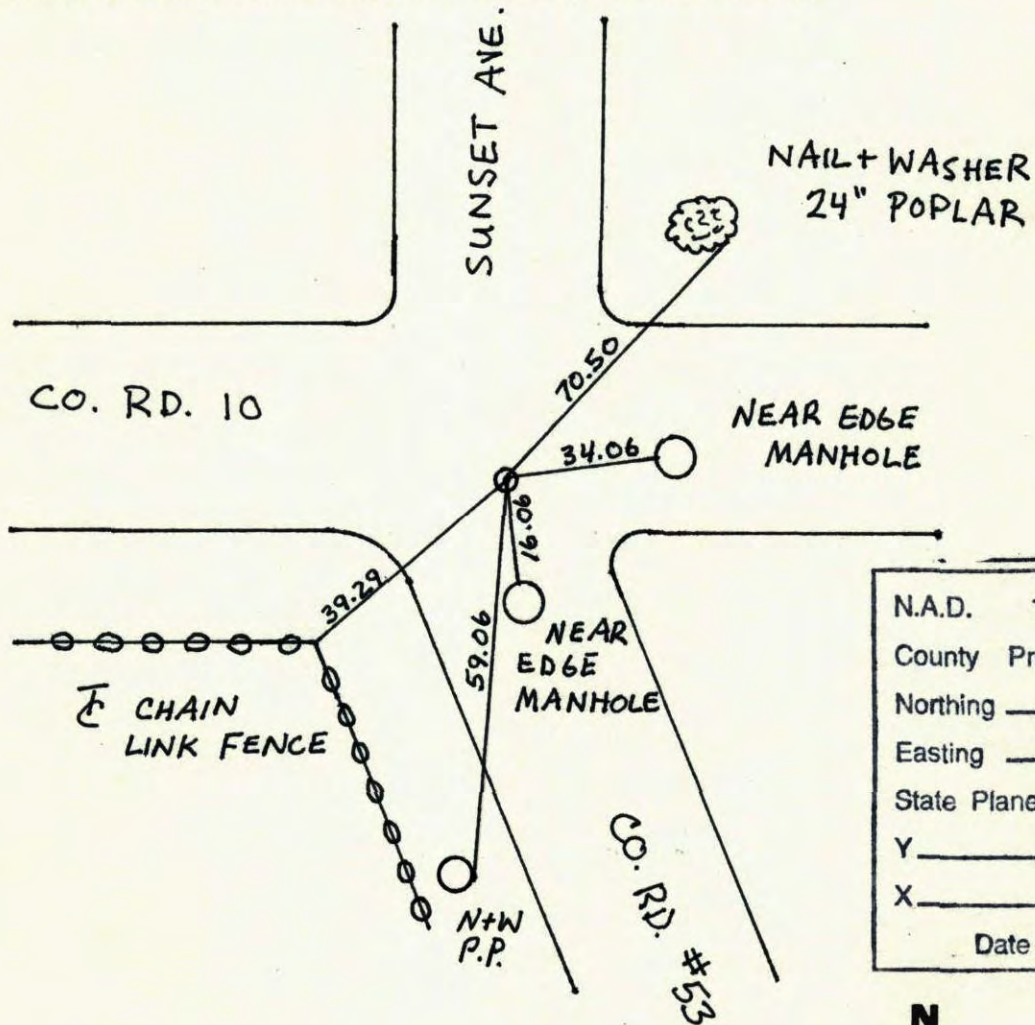 SUNSET AVE.
NAIL + WASHER
24" POPLAR
CO. RD. 10
70.50
34.06
NEAR EDGE
MANHOLE
16.06
39.29
59.06
NEAR
EDGE
MANHOLE
CHAIN
LINK FENCE
N+W
P.P.
CO. RD. #53
N.A.D.
County
Northing
Easting
State Plane
Y
X
Date
N